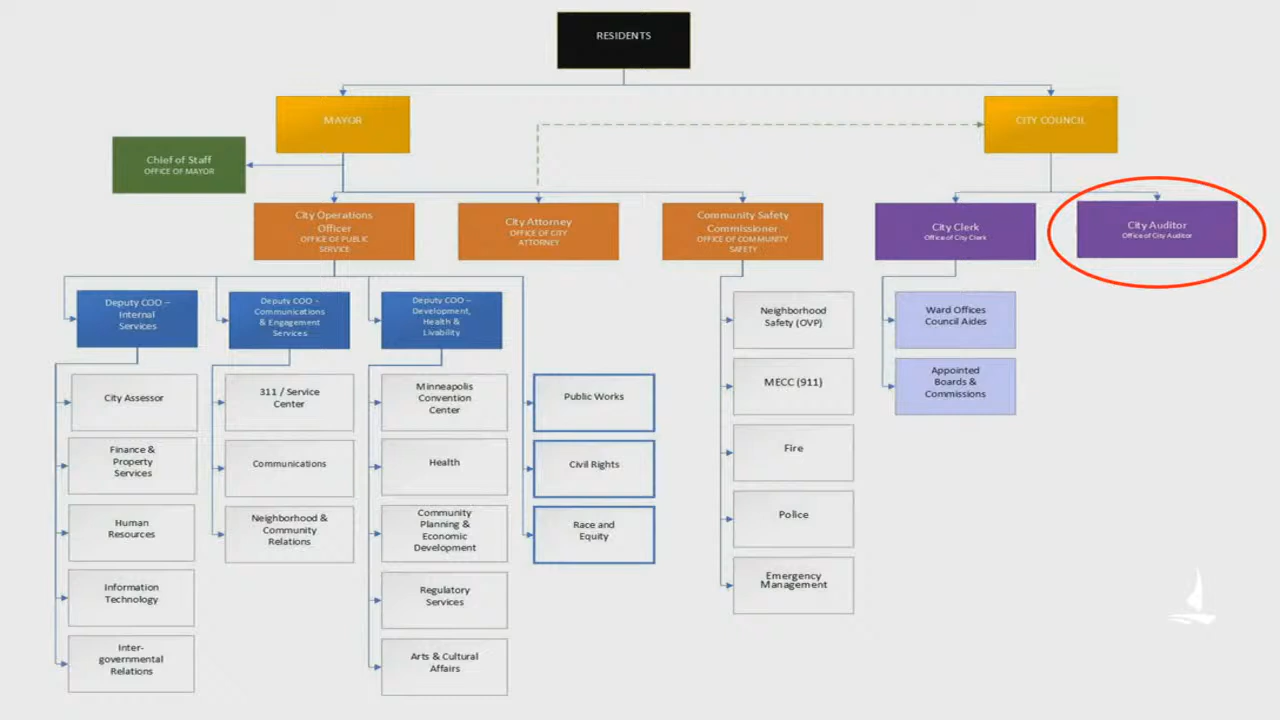 RESIDENTS
MAYOR
CITY COUNCIL
Chief of Staff
OFFICE OF MAYOR
City Operations
Officer
OFFICE OF PUBLIC
SERVICE
City Attorney
OFFICE OF CITY
ATTORNEY
Community Safety
Commissioner
OFFICE OF COMMUNITY
SAFETY
City Clerk
Office of City Clerk
City Auditor
Office of City Auditor
Deputy COO –
Internal
Services
Deputy COO -
Communications
& Engagement
Services
Deputy COO –
Development,
Health &
Livability
City Assessor
Finance &
Property
Services
Human
Resources
Information
Technology
Inter-
governmental
Relations
311 / Service
Center
Communications
Neighborhood &
Community
Relations
Minneapolis
Convention
Center
Health
Community
Planning &
Economic
Development
Regulatory
Services
Arts & Cultural
Affairs
Public Works
Civil Rights
Race and
Equity
Neighborhood
Safety (OVP)
MECC (911)
Fire
Police
Emergency
Management
Ward Offices
Council Aides
Appointed
Boards &
Commissions